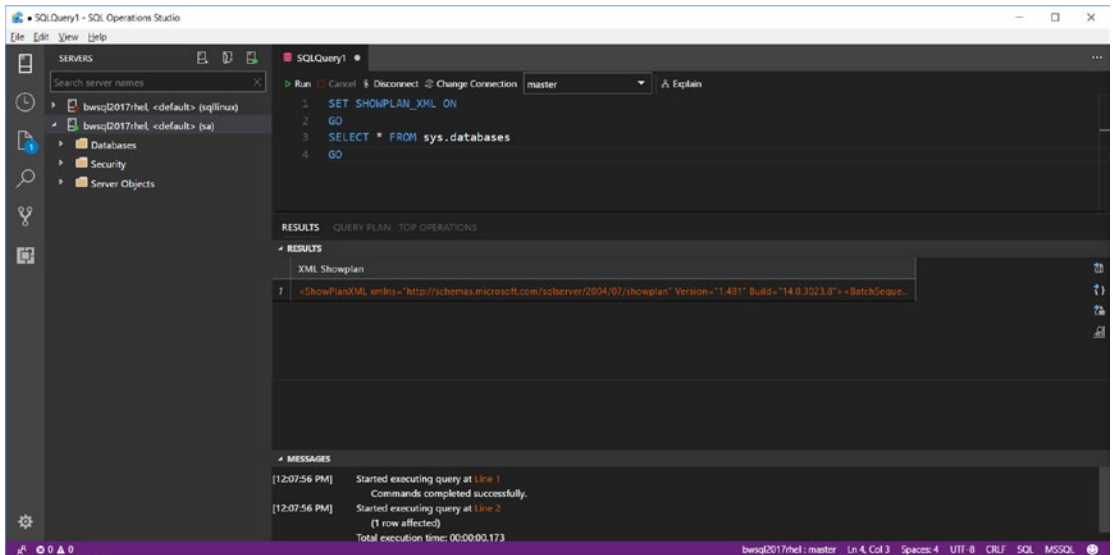 ● SQLQuery1 - SQL Operations Studio
File Edit View Help
SERVERS
Search server names
bwsql2017rhel, <default> (sqllinux)
bwsql2017rhel, <default> (sa)
Databases
Security
Server Objects
1
SQLQuery1 ●
Run Cancel Disconnect Change Connection master Explain
1 SET SHOWPLAN_XML ON
2 GO
3 SELECT * FROM sys.databases
4 GO
RESULTS QUERY PLAN TOP OPERATIONS
RESULTS
XML Showplan
1 <ShowPlanXML xmlns="http://schemas.microsoft.com/sqlserver/2004/07/showplan" Version="1.481" Build="14.0.3023.8"> <BatchSeque...
MESSAGES
[12:07:56 PM] Started executing query at Line 1
Commands completed successfully.
[12:07:56 PM] Started executing query at Line 2
(1 row affected)
Total execution time: 00:00:00.173
0 0 bwsql2017rhel : master Ln 4, Col 3 Spaces: 4 UTF-8 CRLF SQL MSSQL